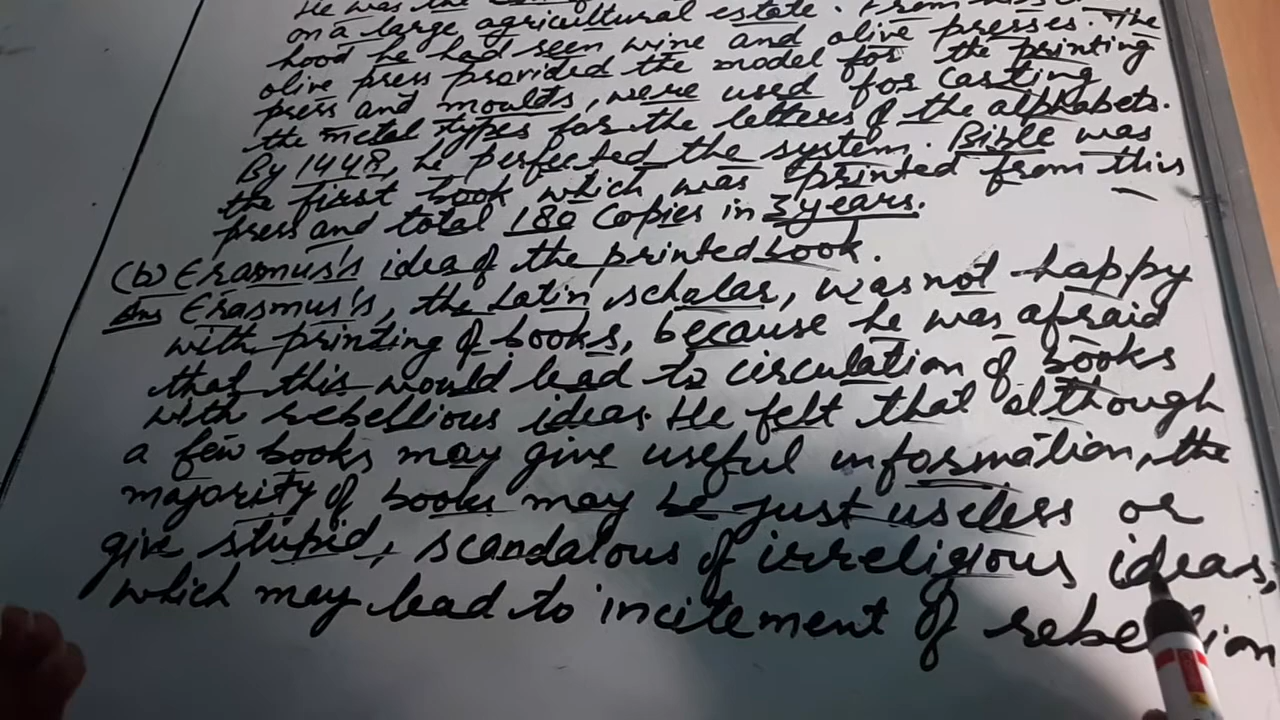 He was the
on a large agricultural estate. From his
hood he had seen wine and olive presses. The
olive press provided the model for the printing
press and moulds, were used for casting
the metal types for the letters of the alphabets.
By 1448, he perfected the system. Bible was
the first book which was printed from this
press and total 180 Copies in 3 years.
(b) Erasmus's idea of the printed book.
Ans Erasmus's, the Latin scholar, was not happy
with printing of books, because he was afraid
that this would lead to circulation of books
with rebellious ideas. He felt that although
a few books may give useful information, the
majority of books may be just useless or
give stupid, scandalous of irreligious ideas,
which may lead to incitement of rebellion